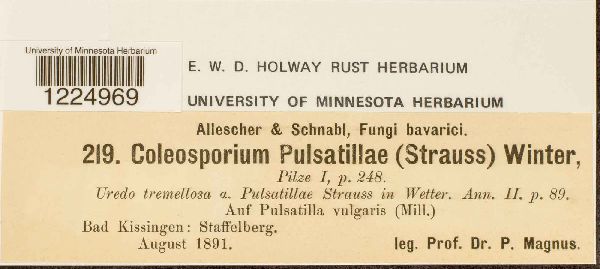 University of Minnesota Herbarium
1224969
E. W. D. HOLWAY RUST HERBARIUM
UNIVERSITY OF MINNESOTA HERBARIUM
Allescher & Schnabl, Fungi bavarici.
219. Coleosporium Pulsatillae (Strauss) Winter,
Pilze I, p. 248.
Uredo tremellosa a. Pulsatillae Strauss in Wetter. Ann. II. p. 89.
Auf Pulsatilla vulgaris (Mill.)
Bad Kissingen: Staffelberg.
August 1891. leg. Prof. Dr. P. Magnus.